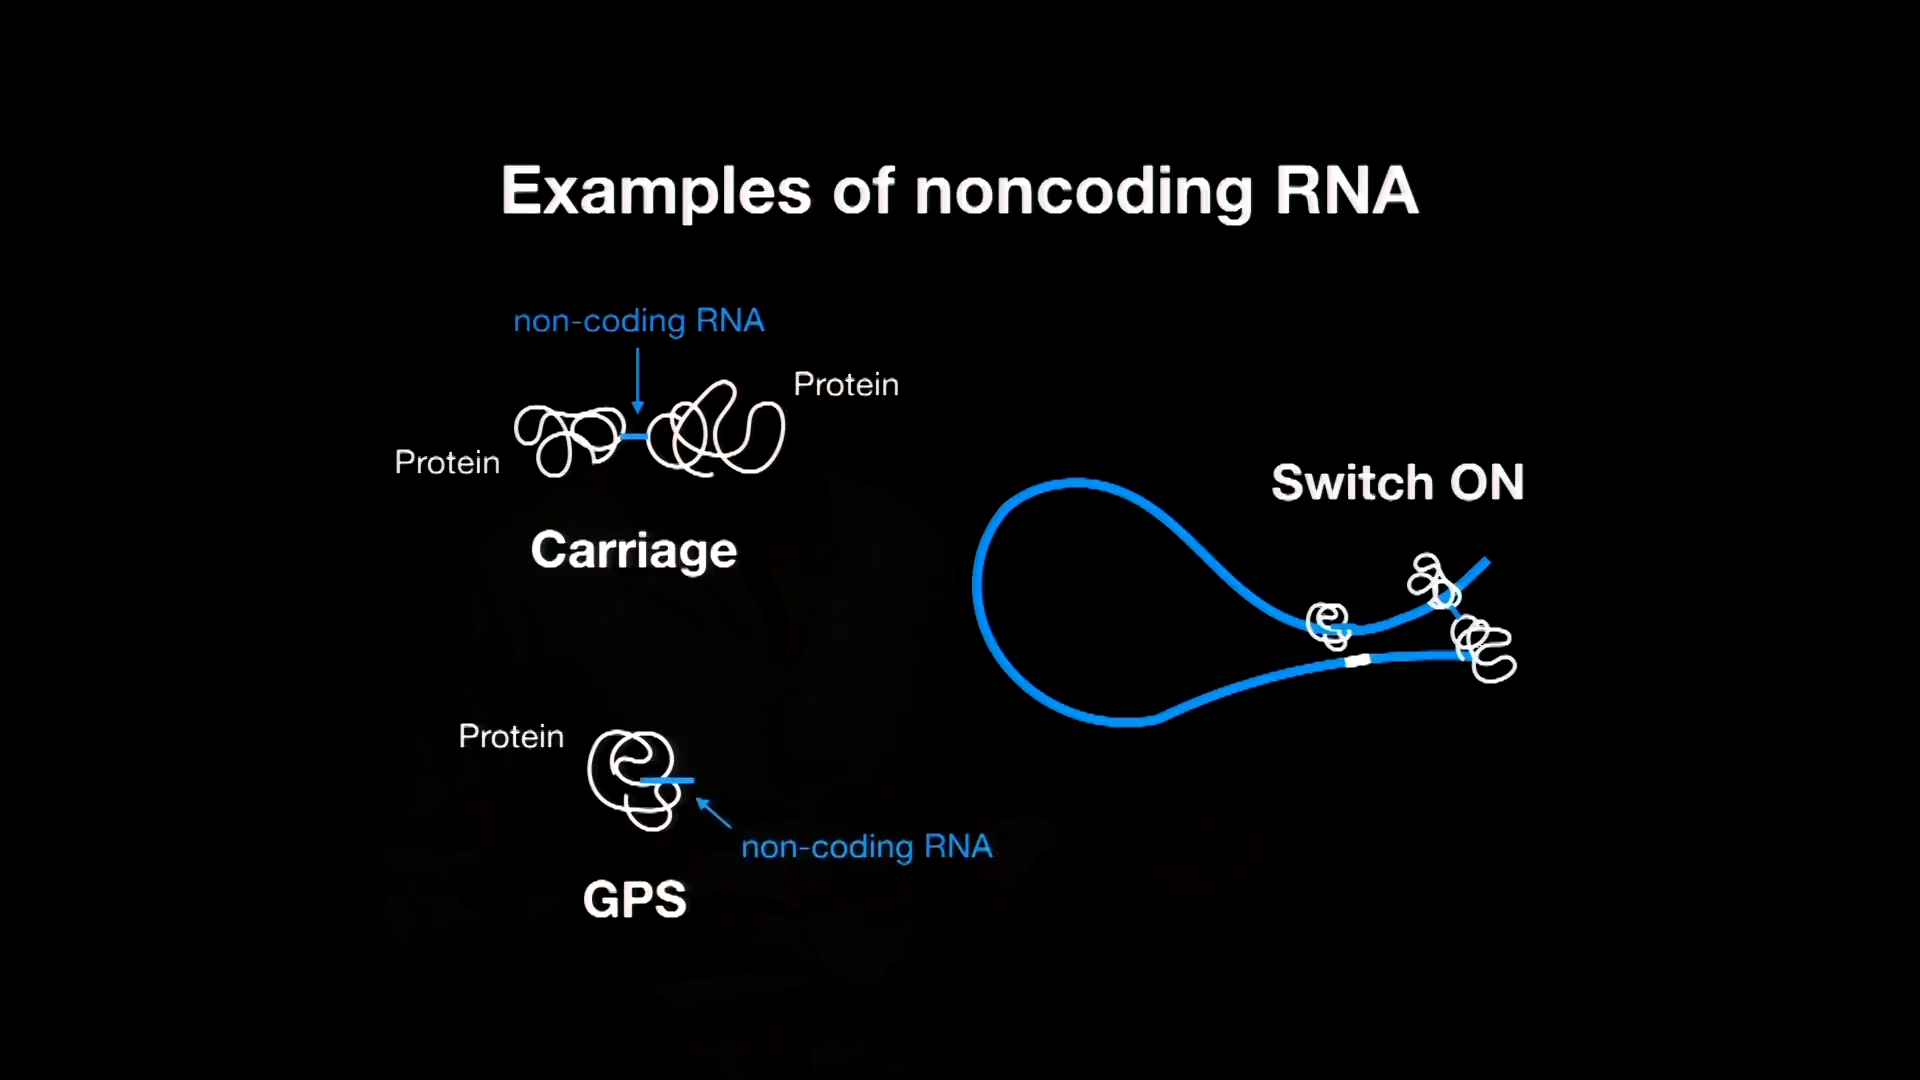 Examples of noncoding RNA
non-coding RNA
Protein
Protein
Carriage
Switch ON
Protein
non-coding RNA
GPS